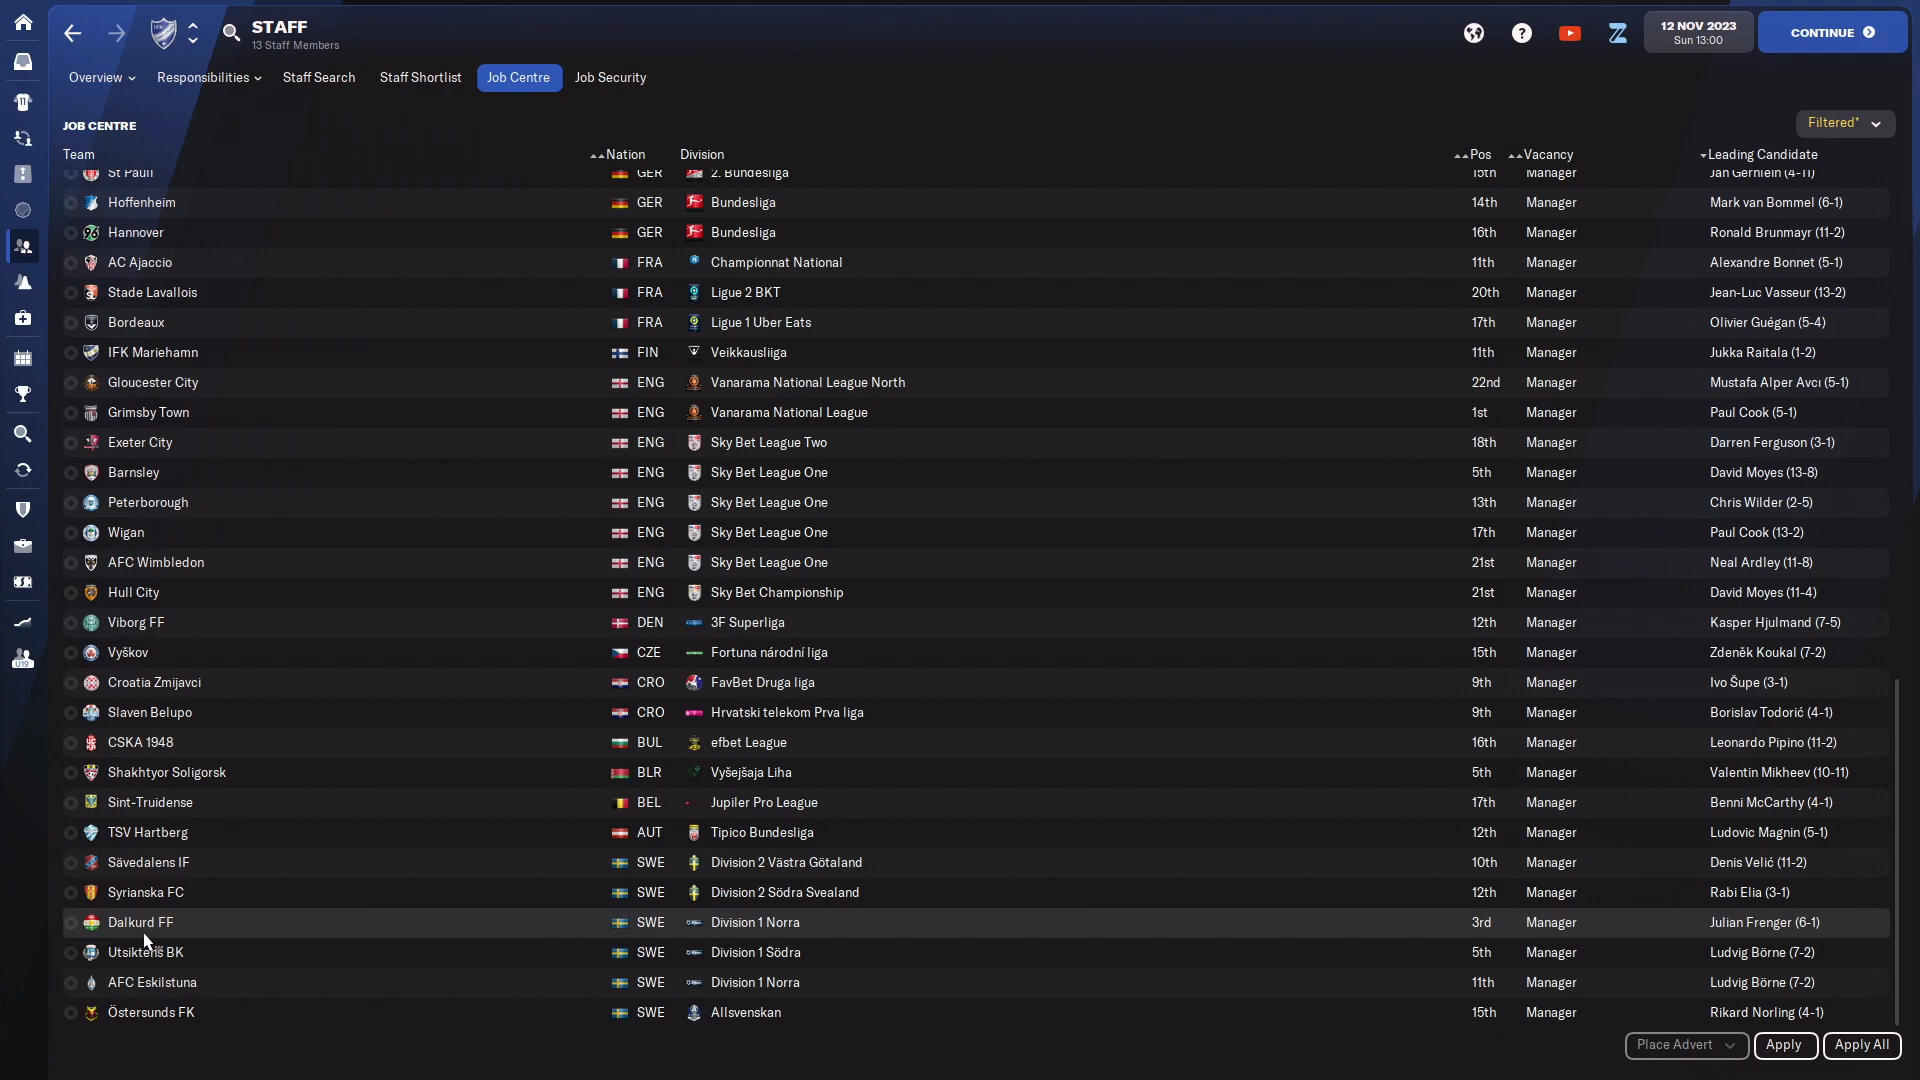 STAFF
13 Staff Members
12 NOV 2023
Sun 13:00
CONTINUE
Overview Responsibilities Staff Search Staff Shortlist Job Centre Job Security
JOB CENTRE
Filtered*
Team Nation Division Pos Vacancy Leading Candidate
St Pauli GER 2. Bundesliga 15th Manager Jan Gernlein (4-11)
Hoffenheim GER Bundesliga 14th Manager Mark van Bommel (6-1)
Hannover GER Bundesliga 16th Manager Ronald Brunmayr (11-2)
AC Ajaccio FRA Championnat National 11th Manager Alexandre Bonnet (5-1)
Stade Lavallois FRA Ligue 2 BKT 20th Manager Jean-Luc Vasseur (13-2)
Bordeaux FRA Ligue 1 Uber Eats 17th Manager Olivier Guégan (5-4)
IFK Mariehamn FIN Veikkausliiga 11th Manager Jukka Raitala (1-2)
Gloucester City ENG Vanarama National League North 22nd Manager Mustafa Alper Avcı (5-1)
Grimsby Town ENG Vanarama National League 1st Manager Paul Cook (5-1)
Exeter City ENG Sky Bet League Two 18th Manager Darren Ferguson (3-1)
Barnsley ENG Sky Bet League One 5th Manager David Moyes (13-8)
Peterborough ENG Sky Bet League One 13th Manager Chris Wilder (2-5)
Wigan ENG Sky Bet League One 17th Manager Paul Cook (13-2)
AFC Wimbledon ENG Sky Bet League One 21st Manager Neal Ardley (11-8)
Hull City ENG Sky Bet Championship 21st Manager David Moyes (11-4)
Viborg FF DEN 3F Superliga 12th Manager Kasper Hjulmand (7-5)
Vyškov CZE Fortuna národní liga 15th Manager Zdeněk Koukal (7-2)
Croatia Zmijavci CRO FavBet Druga liga 9th Manager Ivo Šupe (3-1)
Slaven Belupo CRO Hrvatski telekom Prva liga 9th Manager Borislav Todorić (4-1)
CSKA 1948 BUL efbet League 16th Manager Leonardo Pipino (11-2)
Shakhtyor Soligorsk BLR Vyšejšaja Liha 5th Manager Valentin Mikheev (10-11)
Sint-Truidense BEL Jupiler Pro League 17th Manager Benni McCarthy (4-1)
TSV Hartberg AUT Tipico Bundesliga 12th Manager Ludovic Magnin (5-1)
Sävedalens IF SWE Division 2 Västra Götaland 10th Manager Denis Velić (11-2)
Syrianska FC SWE Division 2 Södra Svealand 12th Manager Rabi Elia (3-1)
Dalkurd FF SWE Division 1 Norra 3rd Manager Julian Frenger (6-1)
Utsiktens BK SWE Division 1 Södra 5th Manager Ludvig Börne (7-2)
AFC Eskilstuna SWE Division 1 Norra 11th Manager Ludvig Börne (7-2)
Östersunds FK SWE Allsvenskan 15th Manager Rikard Norling (4-1)
Place Advert Apply Apply All
U19